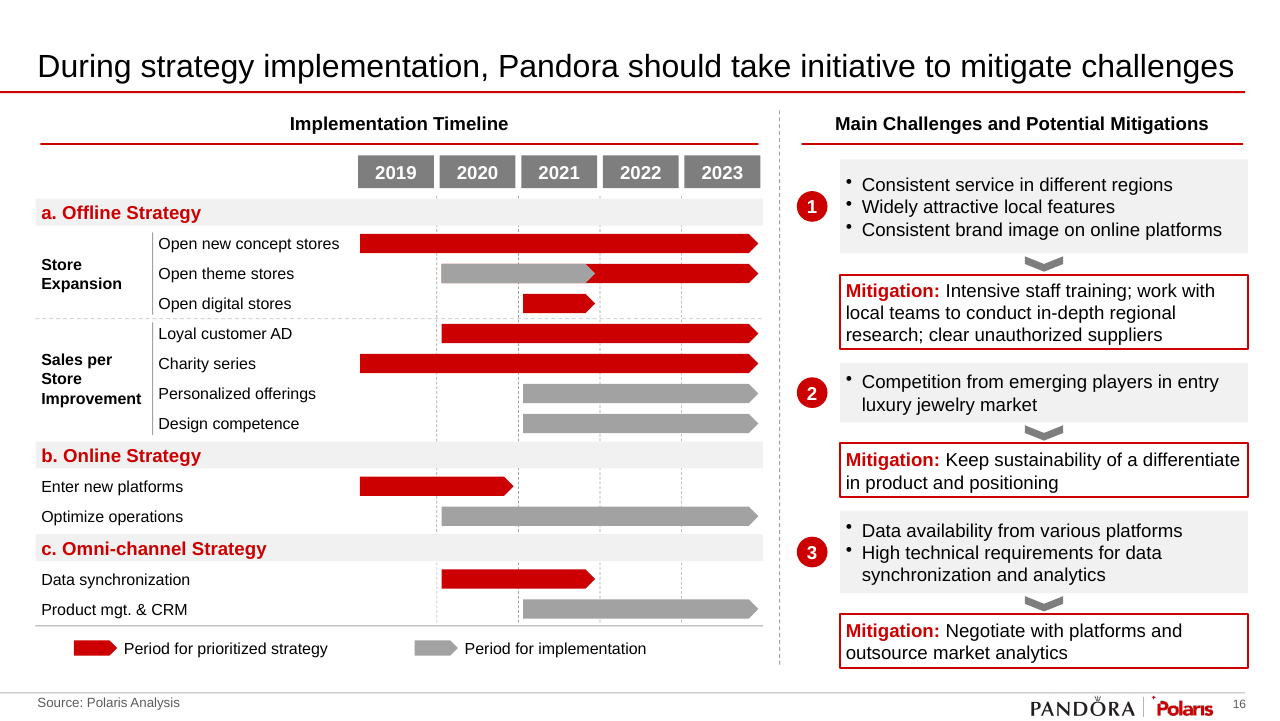 During strategy implementation, Pandora should take initiative to mitigate challenges
Implementation Timeline
2019 2020 2021 2022 2023
a. Offline Strategy
Store
Expansion
Open new concept stores
Open theme stores
Open digital stores
Sales per
Store
Improvement
Loyal customer AD
Charity series
Personalized offerings
Design competence
b. Online Strategy
Enter new platforms
Optimize operations
c. Omni-channel Strategy
Data synchronization
Product mgt. & CRM
Period for prioritized strategy
Period for implementation
Main Challenges and Potential Mitigations
1
• Consistent service in different regions
• Widely attractive local features
• Consistent brand image on online platforms
Mitigation: Intensive staff training; work with
local teams to conduct in-depth regional
research; clear unauthorized suppliers
2
• Competition from emerging players in entry
luxury jewelry market
Mitigation: Keep sustainability of a differentiate
in product and positioning
3
• Data availability from various platforms
• High technical requirements for data
synchronization and analytics
Mitigation: Negotiate with platforms and
outsource market analytics
Source: Polaris Analysis
PANDÖRA
Polaris
16